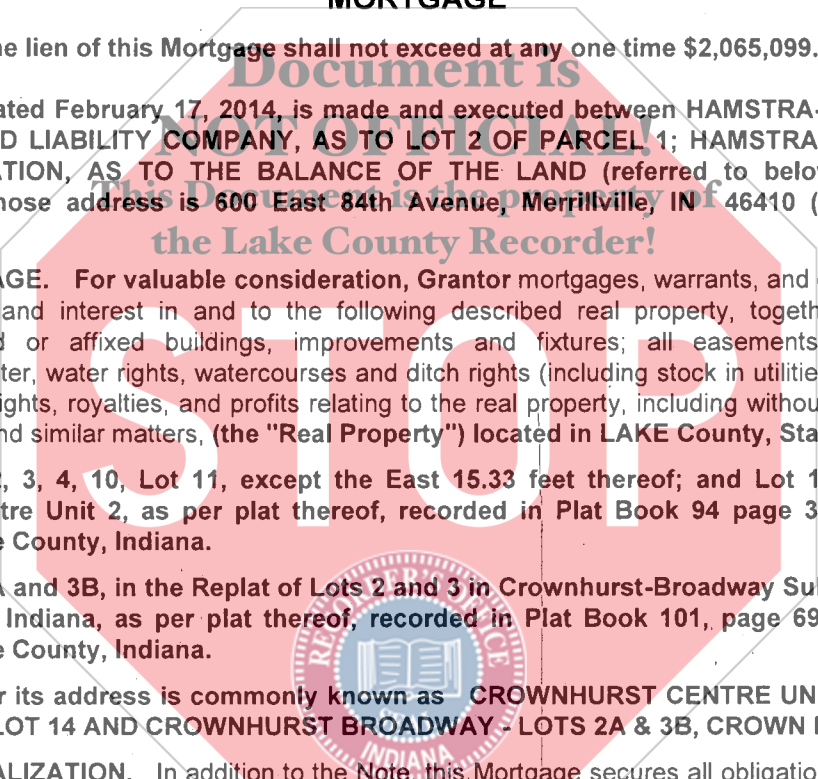 MORTGAGE
ne lien of this Mortgage shall not exceed at any one time $2,065,099.
Document is
ated February 17, 2014, is made and executed between HAMSTRA-
NOT OFFICIAL!
D LIABILITY COMPANY, AS TO LOT 2 OF PARCEL 1; HAMSTRA
ATION, AS TO THE BALANCE OF THE LAND (referred to below
This Document is the property of
hose address is 600 East 84th Avenue, Merrillville, IN 46410 (
the Lake County Recorder!
AGE. For valuable consideration, Grantor mortgages, warrants, and
and interest in and to the following described real property, togeth
d or affixed buildings, improvements and fixtures; all easements
ter, water rights, watercourses and ditch rights (including stock in utilitie
ights, royalties, and profits relating to the real property, including withou
nd similar matters, (the "Real Property") located in LAKE County, Sta
STOP
2, 3, 4, 10, Lot 11, except the East 15.33 feet thereof; and Lot 1
tre Unit 2, as per plat thereof, recorded in Plat Book 94 page 3
e County, Indiana.
A and 3B, in the Replat of Lots 2 and 3 in Crownhurst-Broadway Su
Indiana, as per plat thereof, recorded in Plat Book 101, page 69
e County, Indiana.
RECORDER OFFICE
SEAL
INDIANA
r its address is commonly known as CROWNHURST CENTRE UN
LOT 14 AND CROWNHURST BROADWAY - LOTS 2A & 3B, CROWN
ALIZATION. In addition to the Note, this Mortgage secures all obligatio